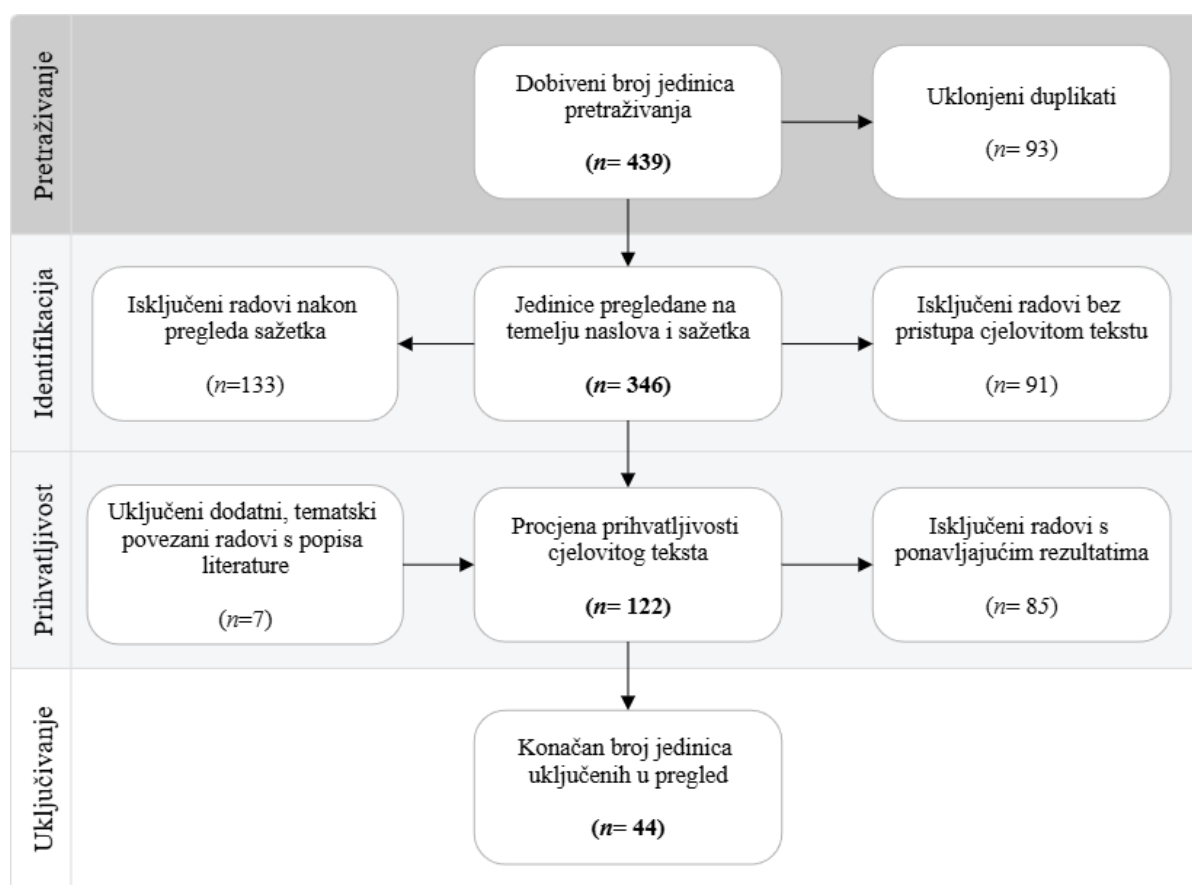 Pretraživanje
Dobiveni broj jedinica
pretraživanja
(n= 439)
Uklonjeni duplikati
(n= 93)
Identifikacija
Isključeni radovi nakon
pregleda sažetka
(n=133)
Jedinice pregledane na
temelju naslova i sažetka
(n= 346)
Isključeni radovi bez
pristupa cjelovitom tekstu
(n= 91)
Prihvatljivost
Uključeni dodatni, tematski
povezani radovi s popisa
literature
(n=7)
Procjena prihvatljivosti
cjelovitog teksta
(n= 122)
Isključeni radovi s
ponavljajućim rezultatima
(n= 85)
Uključivanje
Konačan broj jedinica
uključenih u pregled
(n= 44)